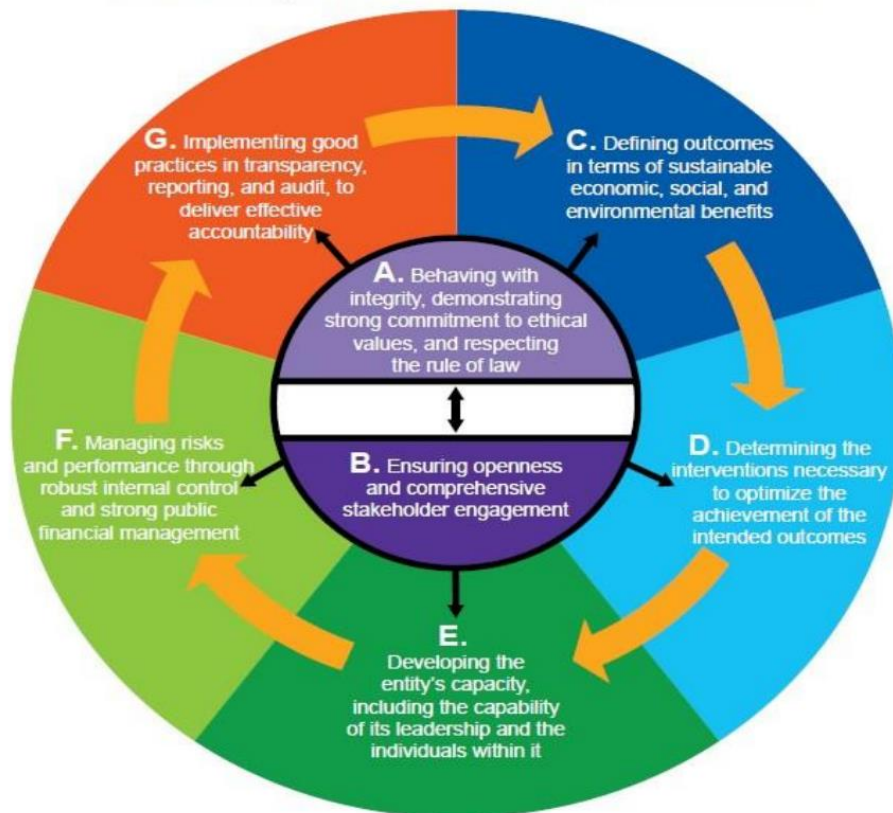 G. Implementing good
practices in transparency,
reporting, and audit, to
deliver effective
accountability
C. Defining outcomes
in terms of sustainable
economic, social, and
environmental benefits
A. Behaving with
integrity, demonstrating
strong commitment to ethical
values, and respecting
the rule of law
B. Ensuring openness
and comprehensive
stakeholder engagement
F. Managing risks
and performance through
robust internal control
and strong public
financial management
D. Determining the
interventions necessary
to optimize the
achievement of the
intended outcomes
E.
Developing the
entity's capacity,
including the capability
of its leadership and the
individuals within it